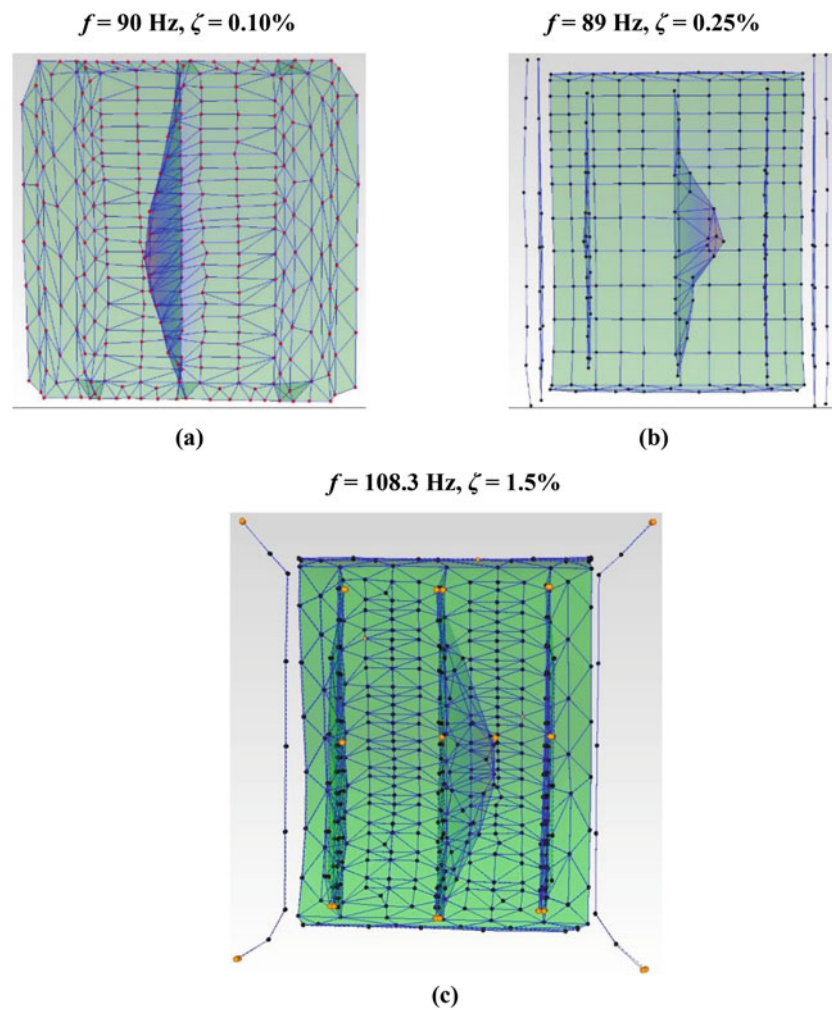 f = 90 Hz, ζ = 0.10%
f = 89 Hz, ζ = 0.25%
(a)
(b)
f = 108.3 Hz, ζ = 1.5%
(c)